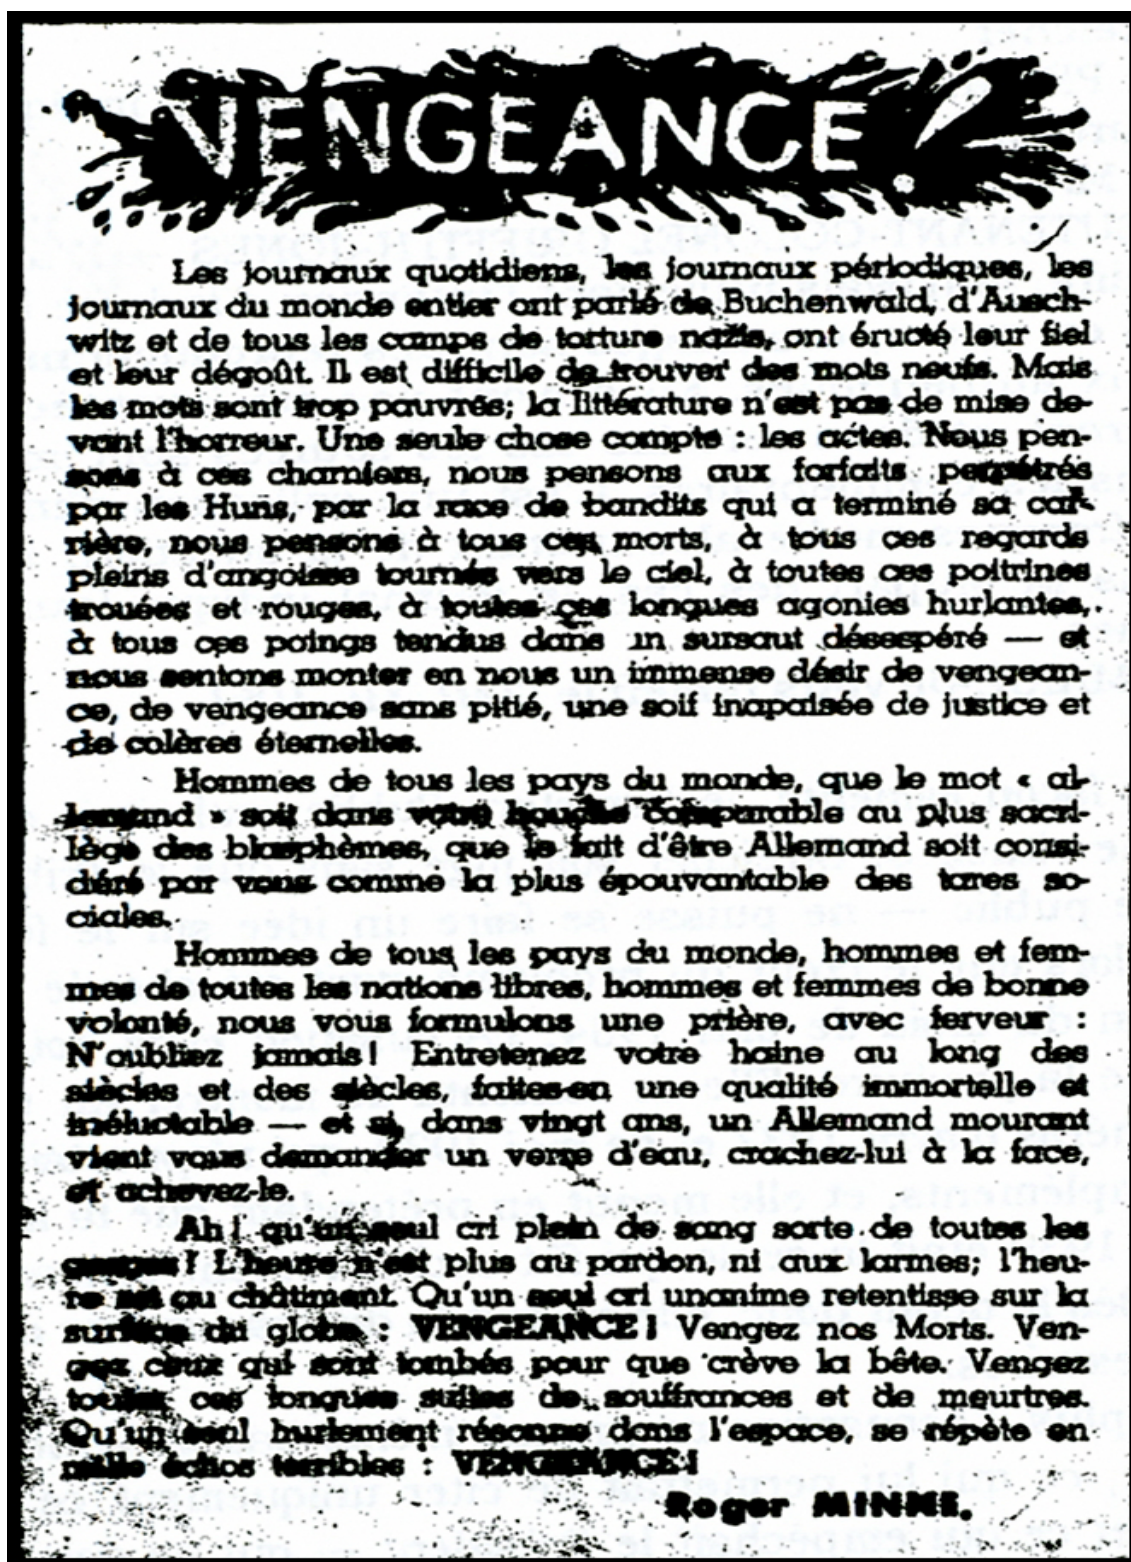 VENGEANCE!
Les journaux quotidiens, les journaux périodiques, les
journaux du monde entier ont parlé de Buchenwald, d'Ausch-
witz et de tous les camps de torture nazis, ont éructé leur fiel
et leur dégoût. Il est difficile de trouver des mots neufs. Mais
les mots sont trop pauvres; la littérature n'est pas de mise de-
vant l'horreur. Une seule chose compte : les actes. Nous pen-
sons à ces charniers, nous pensons aux forfaits perpétrés
par les Huns, par la race de bandits qui a terminé sa car-
rière, nous pensons à tous ces morts, à tous ces regards
pleins d'angoisse tournés vers le ciel, à toutes ces poitrines
trouées et rouges, à toutes ces longues agonies hurlantes,
à tous ces poings tendus dans un sursaut désespéré — et
nous sentons monter en nous un immense désir de vengean-
ce, de vengeance sans pitié, une soif inapaisée de justice et
de colères éternelles.
Hommes de tous les pays du monde, que le mot « al-
lemand » soit dans votre bouche comparable au plus sacri-
lège des blasphèmes, que le fait d'être Allemand soit consi-
déré par vous comme la plus épouvantable des tares so-
ciales.
Hommes de tous les pays du monde, hommes et fem-
mes de toutes les nations libres, hommes et femmes de bonne
volonté, nous vous formulons une prière, avec ferveur :
N'oubliez jamais! Entretenez votre haine au long des
siècles et des siècles, faites-en une qualité immortelle et
inéluctable — et si, dans vingt ans, un Allemand mourant
vient vous demander un verre d'eau, crachez-lui à la face,
et achevez-le.
Ah! qu'un seul cri plein de sang sorte de toutes les
gorges! L'heure n'est plus au pardon, ni aux larmes; l'heu-
re est au châtiment. Qu'un seul cri unanime retentisse sur la
surface du globe : VENGEANCE! Vengez nos Morts. Ven-
gez ceux qui sont tombés pour que crève la bête. Vengez
toutes ces longues suites de souffrances et de meurtres.
Qu'un seul hurlement résonne dans l'espace, se répète en
mille échos terribles : VENGEANCE!
Roger